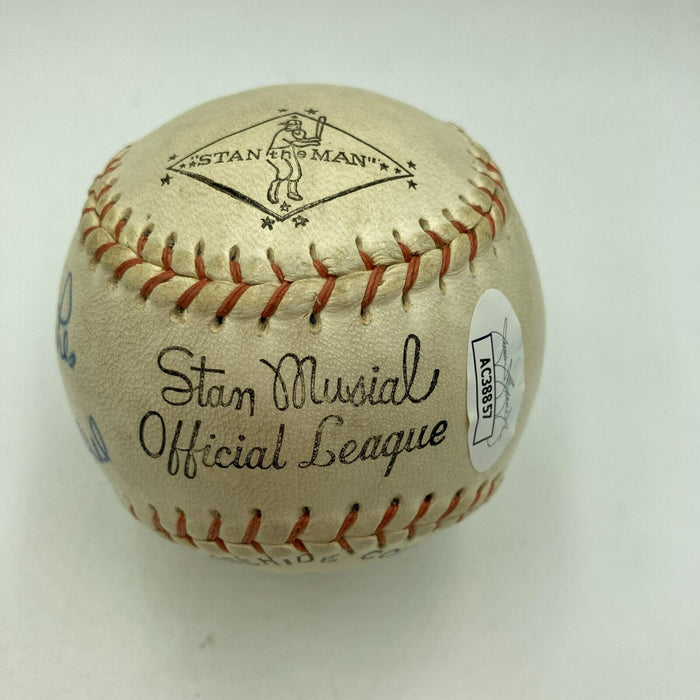 "STAN the MAN"
Stan Musial
Official League
AC38857